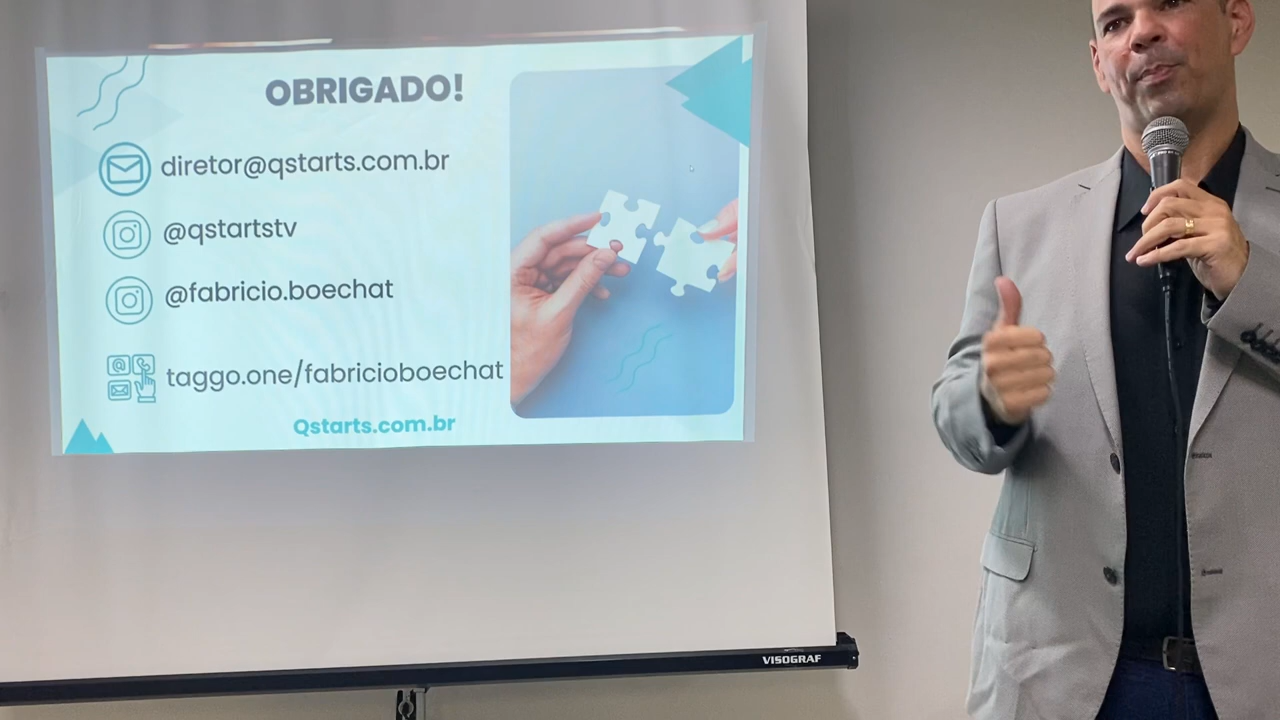 OBRIGADO!
diretor@qstarts.com.br
@qstartstv
@fabricio.boechat
taggo.one/fabricioboechat
Qstarts.com.br
VISOGRAF